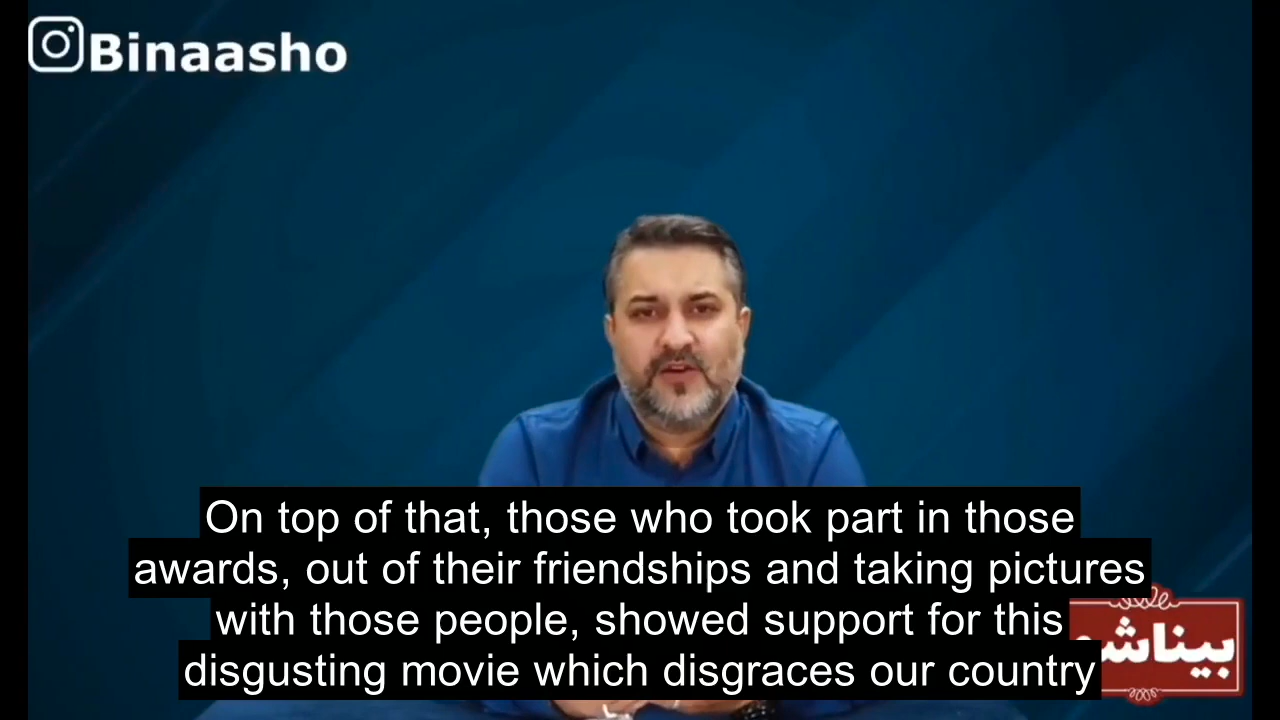 Binaasho
On top of that, those who took part in those
awards, out of their friendships and taking pictures
with those people, showed support for this
disgusting movie which disgraces our country
بیناشو